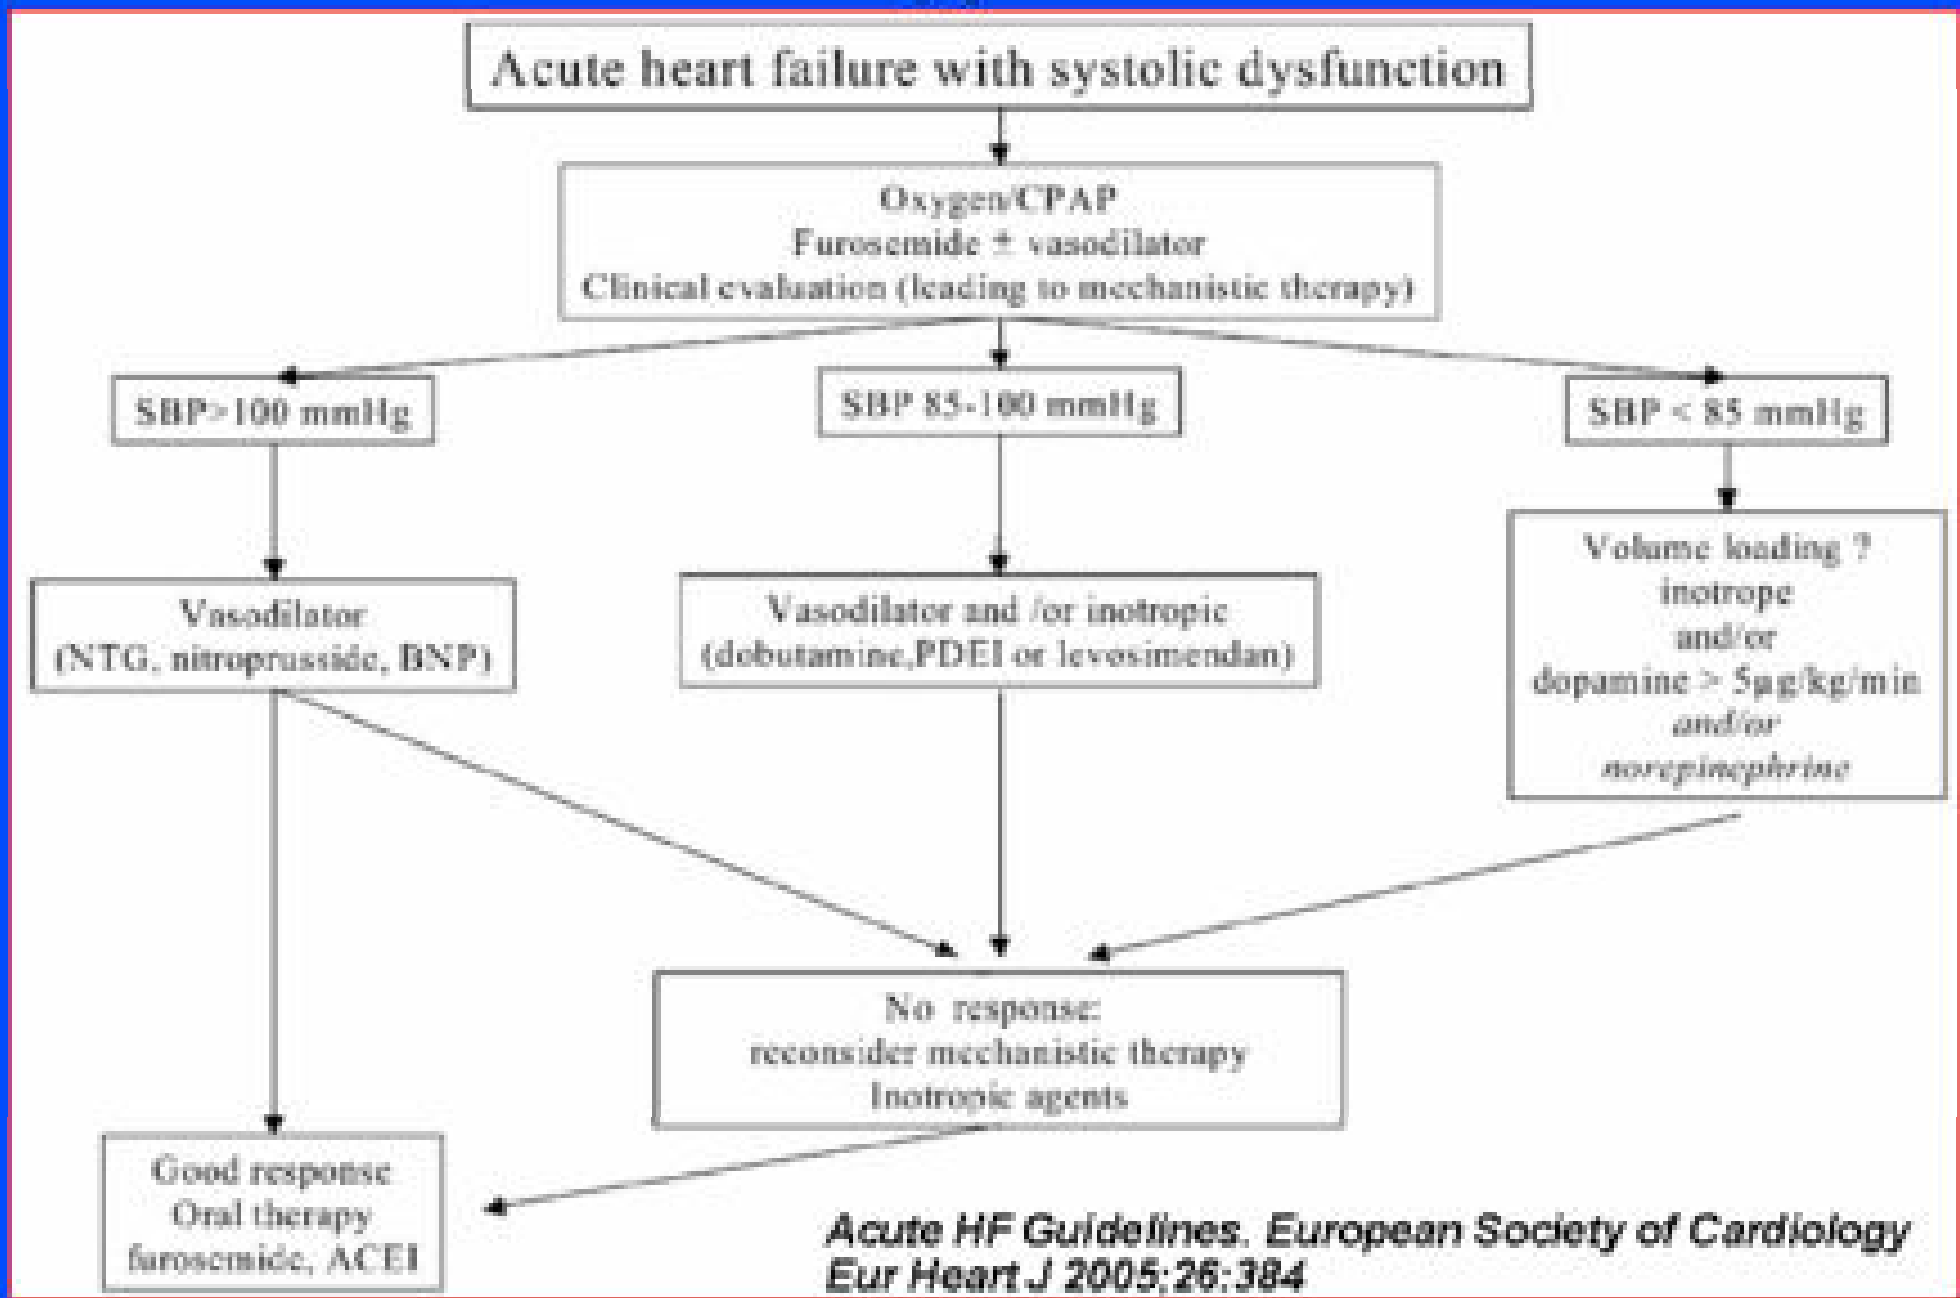 Acute heart failure with systolic dysfunction
Oxygen/CPAP
Furosemide ± vasodilator
Clinical evaluation (leading to mechanistic therapy)
SBP>100 mmHg
SBP 85-100 mmHg
SBP < 85 mmHg
Vasodilator
(NTG, nitroprusside, BNP)
Vasodilator and /or inotropic
(dobutamine,PDEI or levosimendan)
Volume loading ?
inotrope
and/or
dopamine > 5µg/kg/min
and/or
norepinephrine
No response:
reconsider mechanistic therapy
Inotropic agents
Good response
Oral therapy
furosemide, ACEI
Acute HF Guidelines. European Society of Cardiology
Eur Heart J 2005;26:384